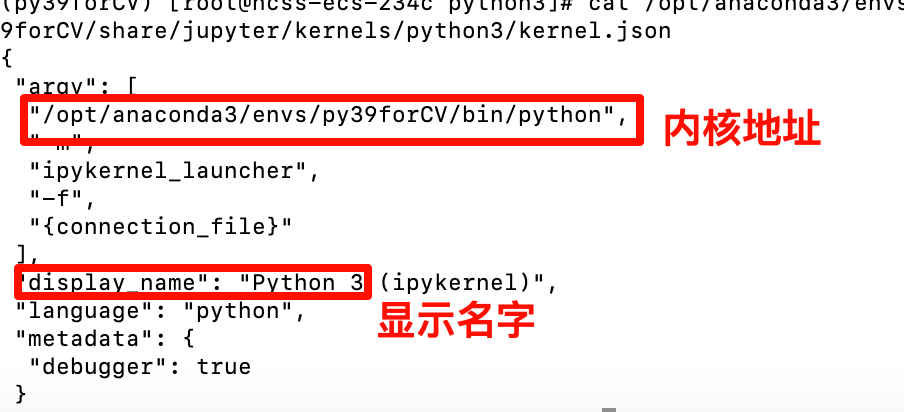 (py39forCV) [root@hcss-ecs-234c python3]# cat /opt/anaconda3/envs
9forCV/share/jupyter/kernels/python3/kernel.json
{
"argv": [
"/opt/anaconda3/envs/py39forCV/bin/python",
内核地址
"-m",
"ipykernel_launcher",
"-f",
"{connection_file}"
],
"display_name": "Python 3 (ipykernel)",
显示名字
"language": "python",
"metadata": {
"debugger": true
}